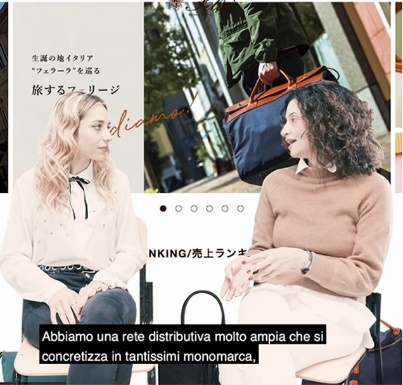 生誕の地イタリア
“フェラーラ”を巡る
旅するフェリージ
diamo!
NKING/売上ランキ
Abbiamo una rete distributiva molto ampia che si
concretizza in tantissimi monomarca,